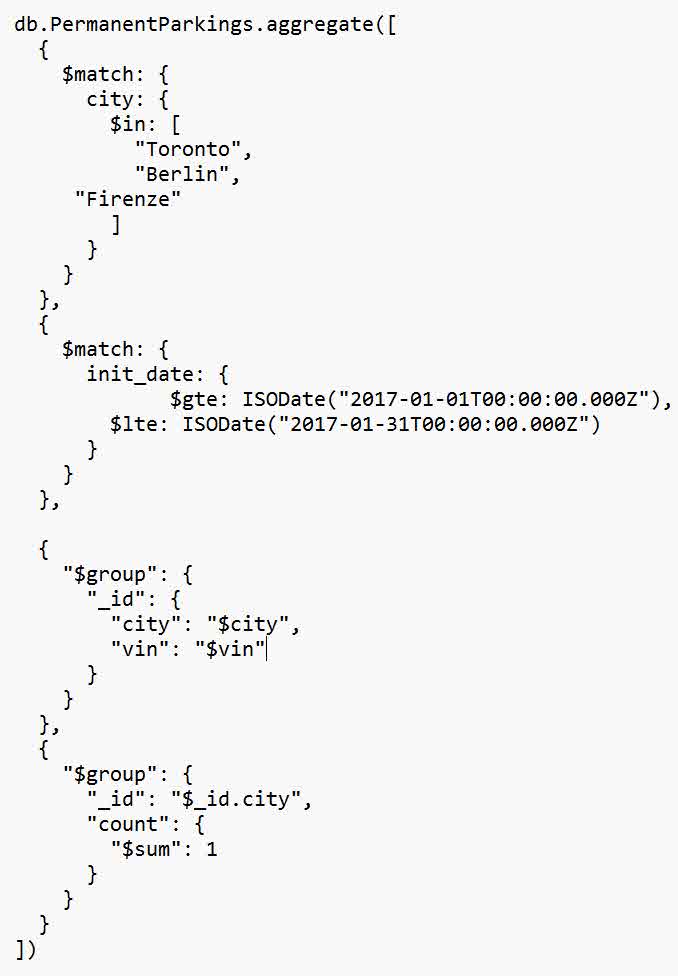 db.PermanentParkings.aggregate([
  {
    $match: {
      city: {
        $in: [
          "Toronto",
          "Berlin",
     "Firenze"
        ]
      }
    }
  },
  {
    $match: {
      init_date: {
             $gte: ISODate("2017-01-01T00:00:00.000Z"),
        $lte: ISODate("2017-01-31T00:00:00.000Z")
      }
    }
  },

  {
    "$group": {
      "_id": {
        "city": "$city",
        "vin": "$vin"
      }
    }
  },
  {
    "$group": {
      "_id": "$_id.city",
      "count": {
        "$sum": 1
      }
    }
  }
])